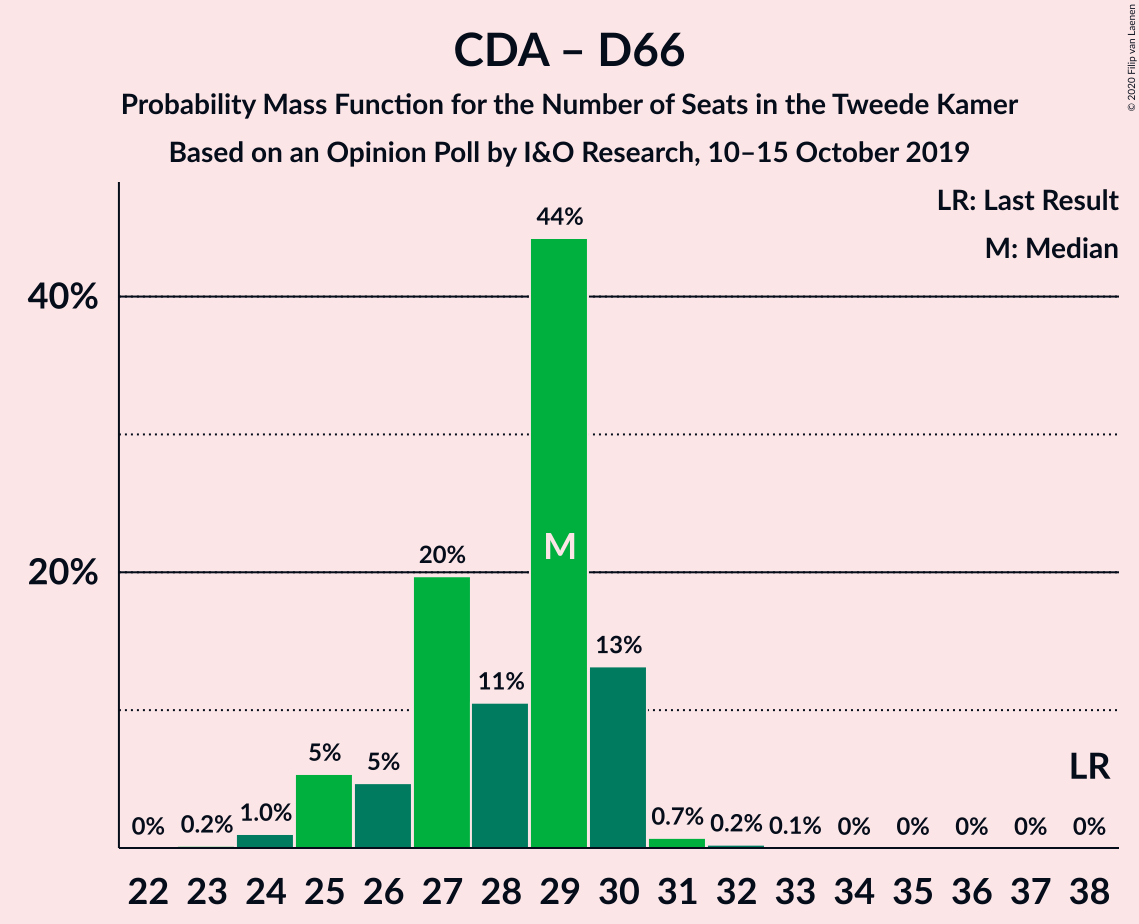 CDA – D66
Probability Mass Function for the Number of Seats in the Tweede Kamer
Based on an Opinion Poll by I&O Research, 10–15 October 2019
© 2020 Filip van Laenen
LR: Last Result
M: Median
40%
20%
0%
0.2%
1.0%
5%
5%
20%
11%
44%
M
13%
0.7%
0.2%
0.1%
0%
0%
0%
0%
0%
LR
22 23 24 25 26 27 28 29 30 31 32 33 34 35 36 37 38